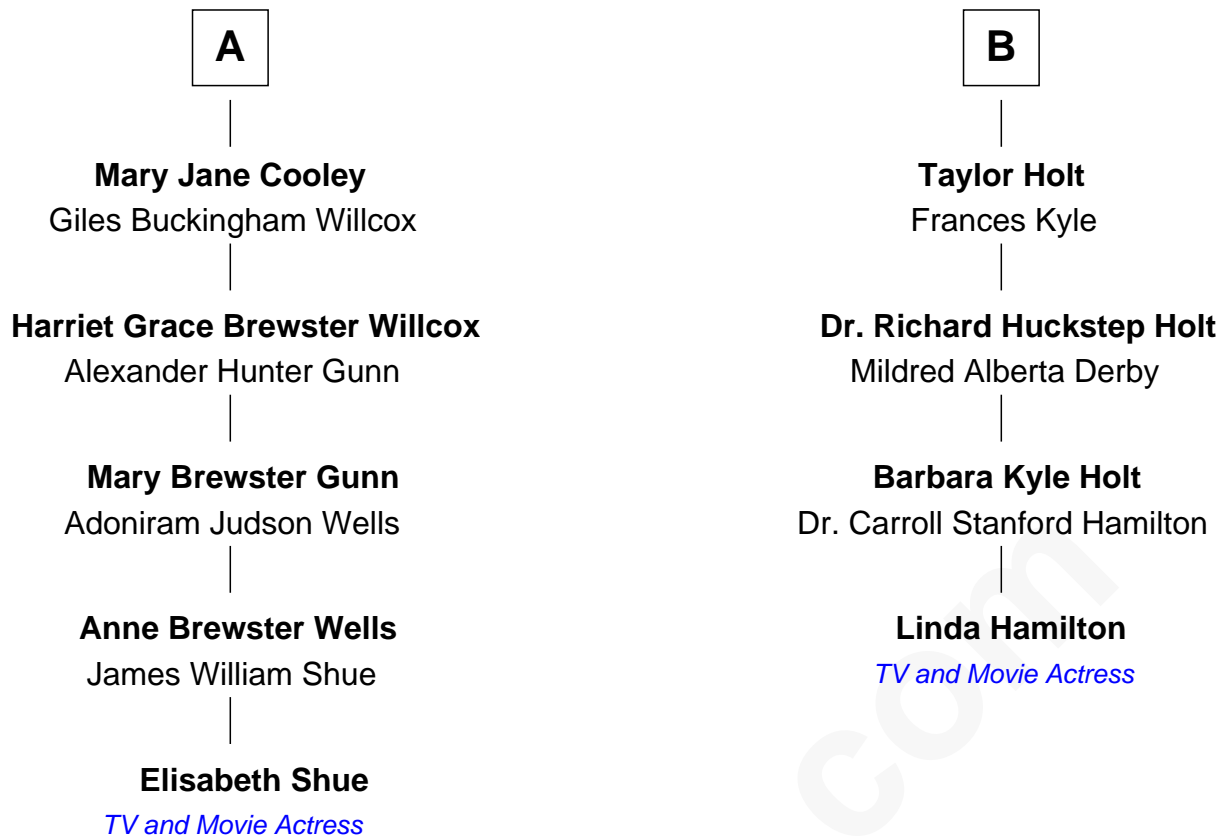 A
Mary Jane Cooley
Giles Buckingham Willcox
Harriet Grace Brewster Willcox
Alexander Hunter Gunn
Mary Brewster Gunn
Adoniram Judson Wells
Anne Brewster Wells
James William Shue
Elisabeth Shue
TV and Movie Actress
B
Taylor Holt
Frances Kyle
Dr. Richard Huckstep Holt
Mildred Alberta Derby
Barbara Kyle Holt
Dr. Carroll Stanford Hamilton
Linda Hamilton
TV and Movie Actress
com